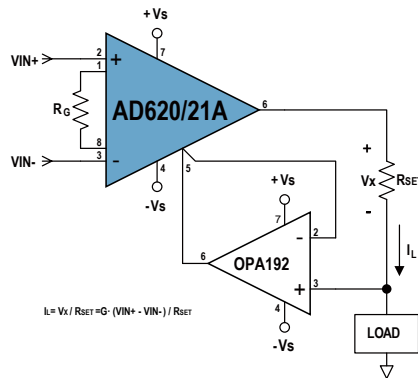 +Vs
VIN+
2
+
7
1
RG
AD620/21A
6
8
VIN-
3
-
4
5
-Vs
+
Vx
RSET
-
+Vs
7
-
2
6
OPA192
+
3
4
-Vs
IL
LOAD
IL= VX / RSET =G· (VIN+ - VIN-) / RSET